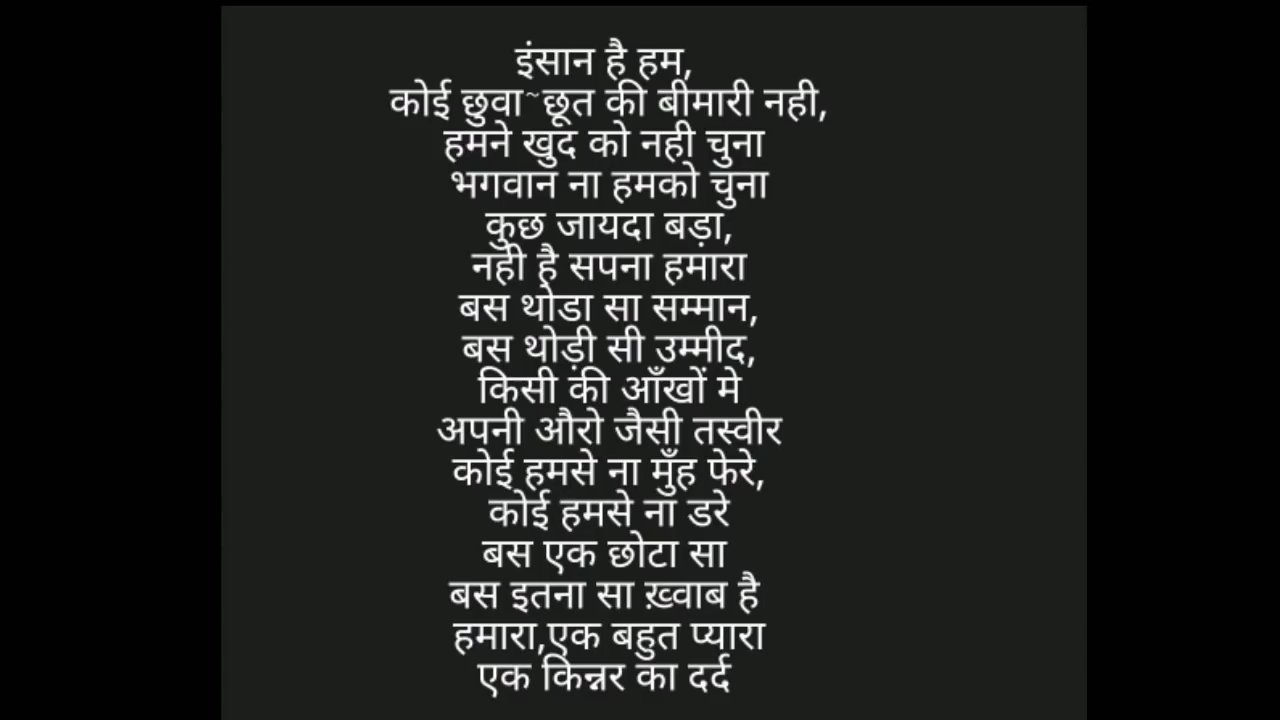 इंसान है हम,
कोई छुवा~छूत की बीमारी नही,
हमने खुद को नही चुना
भगवान ना हमको चुना
कुछ जायदा बड़ा,
नही है सपना हमारा
बस थोडा सा सम्मान,
बस थोड़ी सी उम्मीद,
किसी की आँखों मे
अपनी औरो जैसी तस्वीर
कोई हमसे ना मुँह फेरे,
कोई हमसे ना डरे
बस एक छोटा सा
बस इतना सा ख़्वाब है
हमारा,एक बहुत प्यारा
एक किन्नर का दर्द